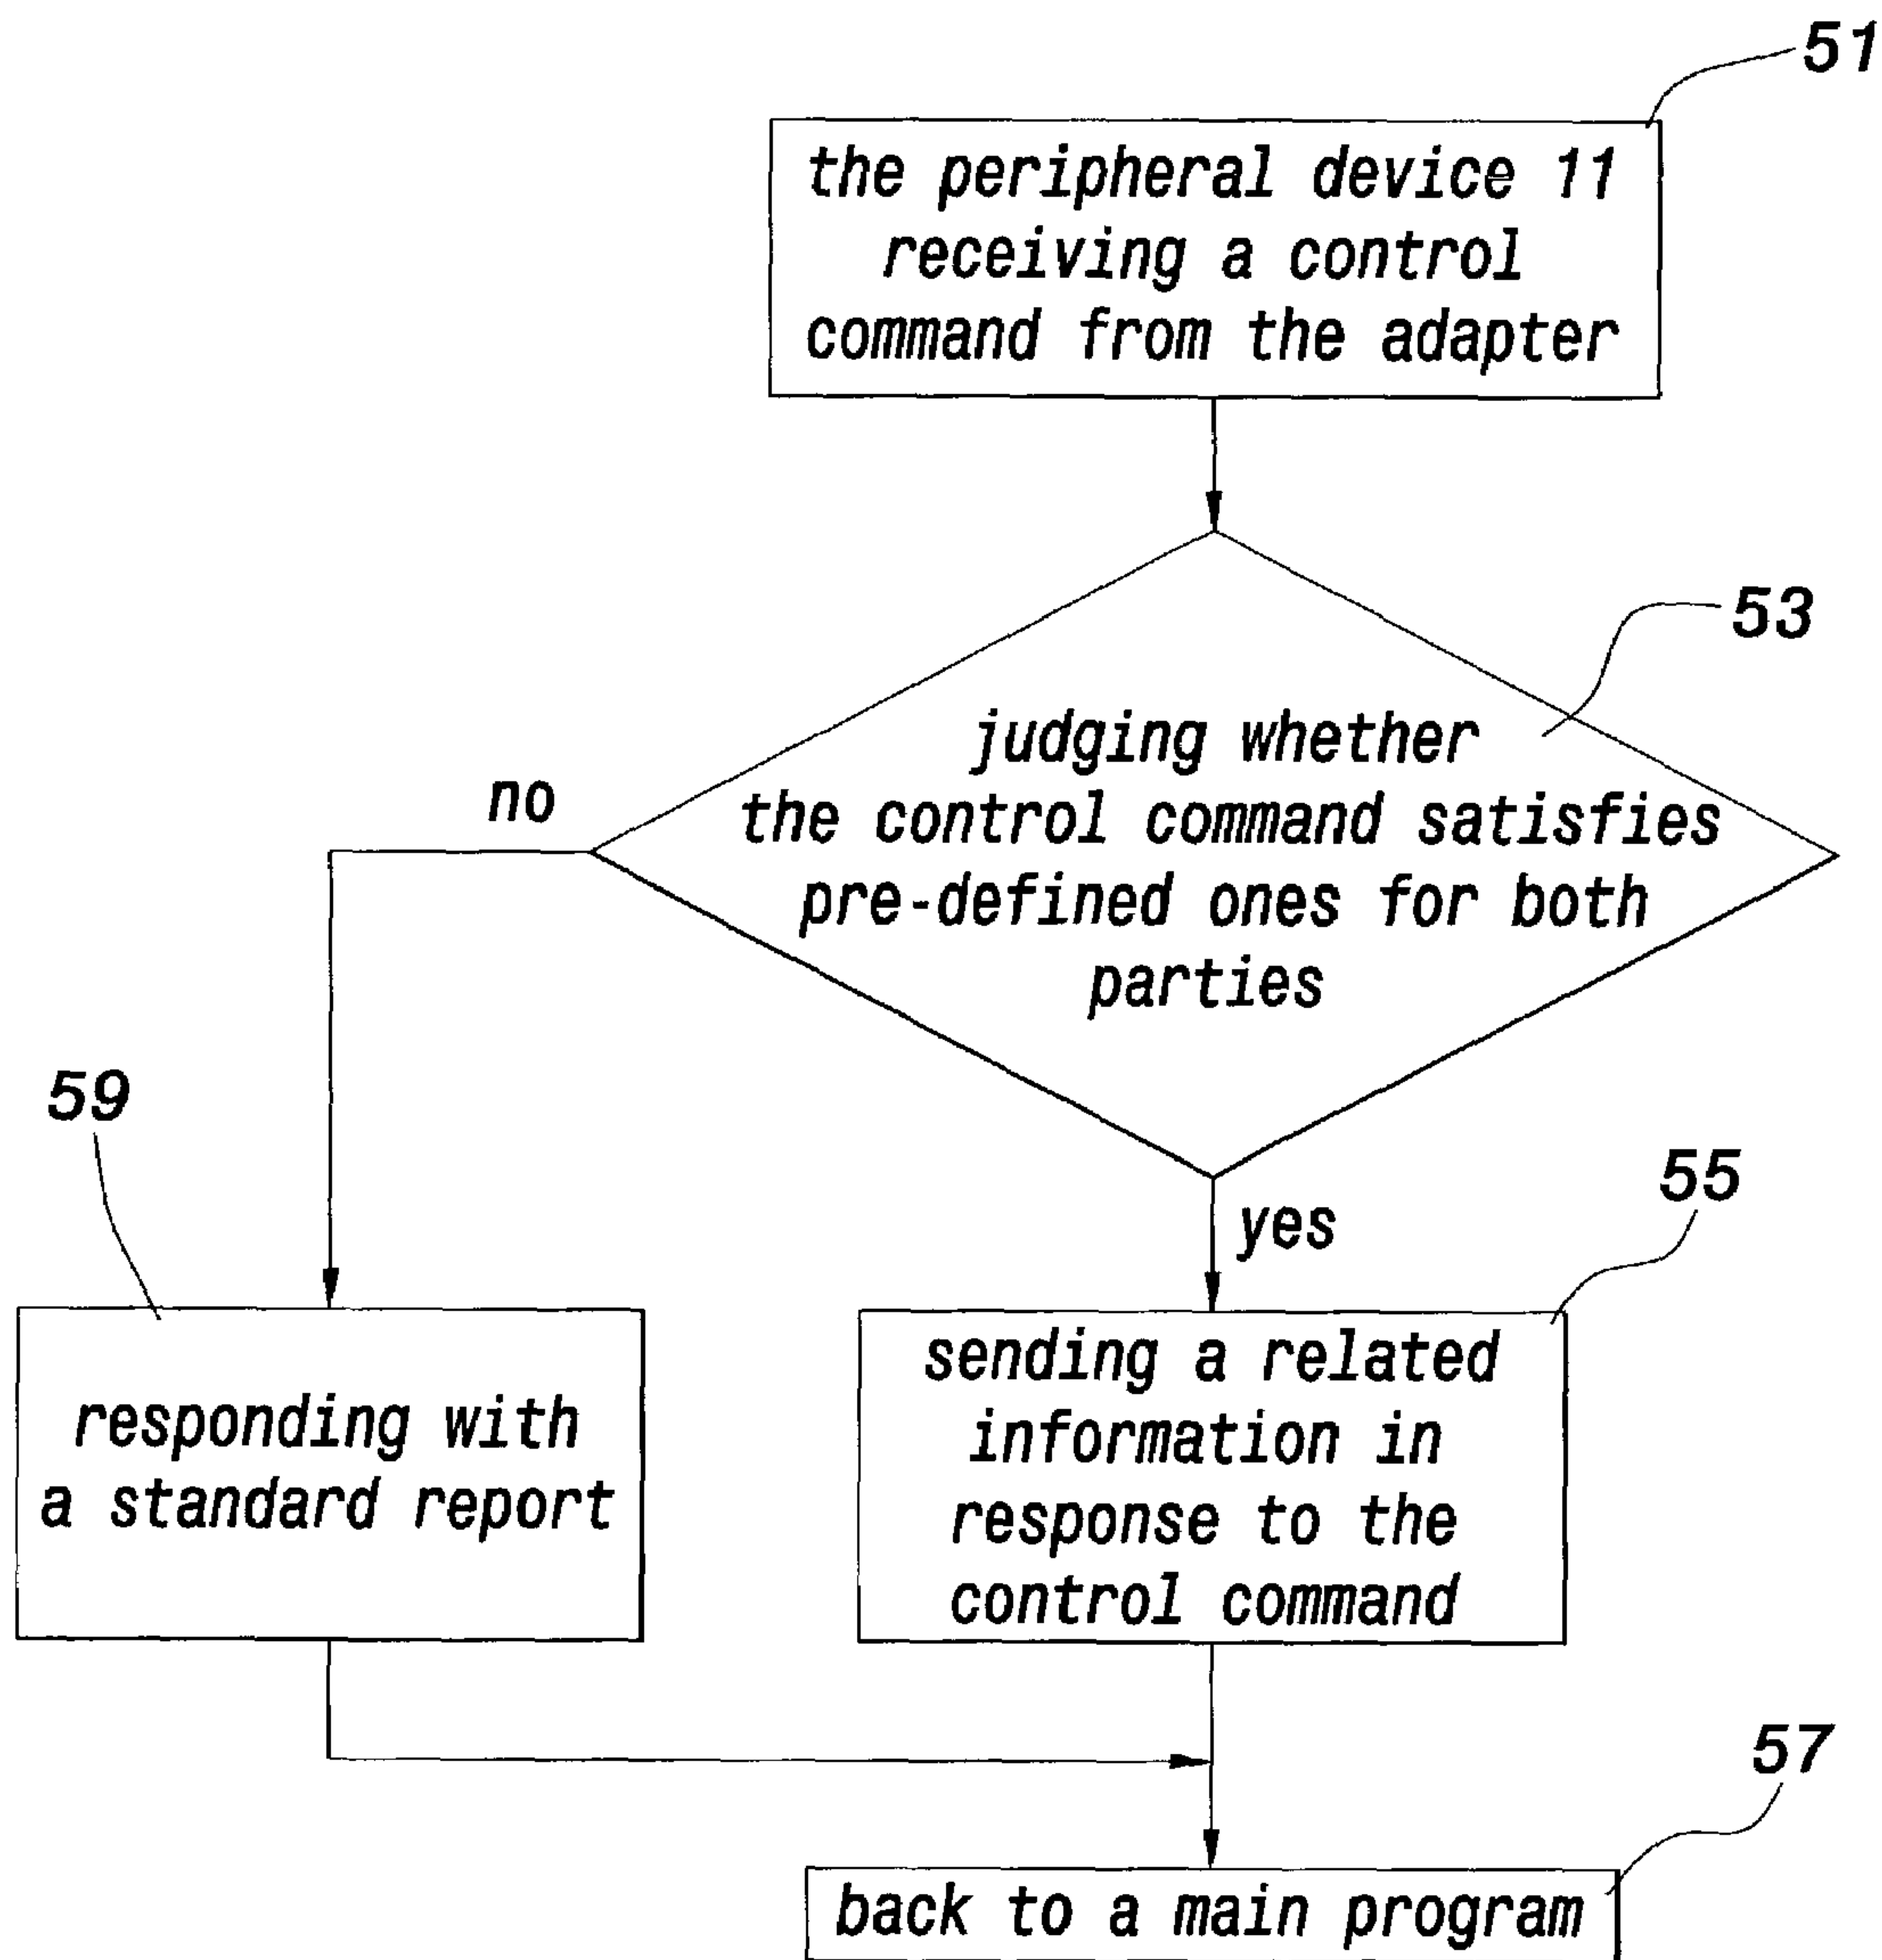 51
the peripheral device 11
receiving a control
command from the adapter
53
judging whether
the control command satisfies
pre-defined ones for both
parties
no
yes
59
responding with
a standard report
55
sending a related
information in
response to the
control command
57
back to a main program